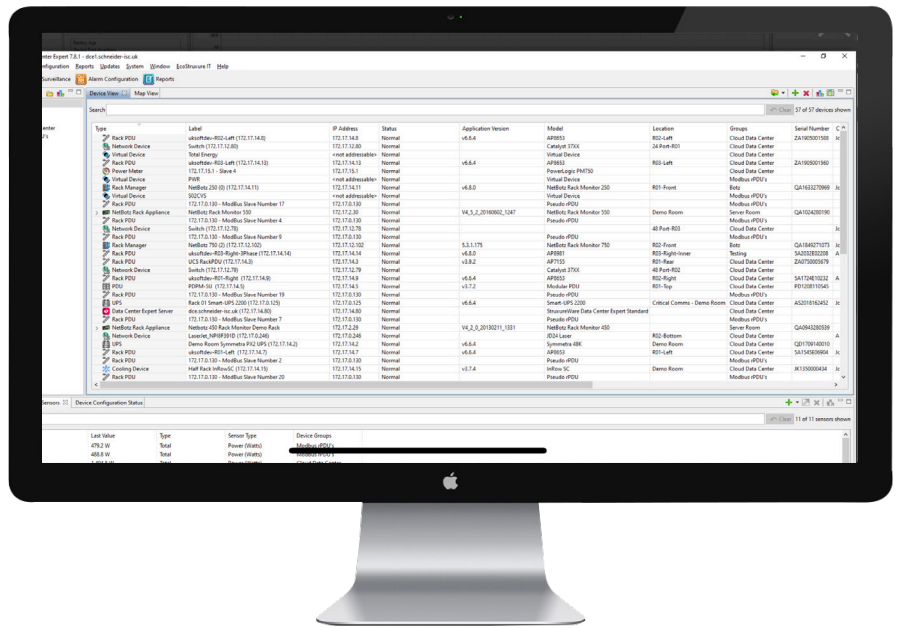 nter Expert 7.8.1 - dce1.schneider-isc.uk
nfiguration Reports Updates System Window EcoStruxure IT Help
Surveillance Alarm Configuration Reports
Device View Map View
Search Clear 57 of 57 devices shown
Type Label IP Address Status Application Version Model Location Groups Serial Number C
Rack PDU uksoftdev-R02-Left (172.17.14.8) 172.17.14.8 Normal v6.6.4 AP8653 R02-Left Cloud Data Center ZA1905001508 Jc
Network Device Switch (172.17.12.80) 172.17.12.80 Normal Catalyst 37XX 24 Port-R01 Cloud Data Center
Virtual Device Total Energy <not addressable> Normal Virtual Device Cloud Data Center
Rack PDU uksoftdev-R03-Left (172.17.14.13) 172.17.14.13 Normal v6.6.4 AP8653 R03-Left Cloud Data Center ZA1905001560
Power Meter 172.17.15.1 - Slave 4 172.17.15.1 Normal PowerLogic PM750 Cloud Data Center
Virtual Device PWR <not addressable> Normal Virtual Device Modbus rPDU's
Rack Manager NetBotz 250 (0) (172.17.14.11) 172.17.14.11 Normal v6.8.0 NetBotz Rack Monitor 250 R01-Front Botz QA1633270969 Jc
Virtual Device S02CVS <not addressable> Normal Virtual Device Cloud Data Center
Rack PDU 172.17.0.130 - ModBus Slave Number 17 172.17.0.130 Normal Pseudo rPDU Modbus rPDU's
NetBotz Rack Appliance NetBotz Rack Monitor 550 172.17.2.30 Normal V4_5_2_20160602_1247 NetBotz Rack Monitor 550 Demo Room Server Room QA1024280190
Rack PDU 172.17.0.130 - ModBus Slave Number 4 172.17.0.130 Normal Pseudo rPDU Modbus rPDU's
Network Device Switch (172.17.12.78) 172.17.12.78 Normal 48 Port-R03 Cloud Data Center Jc
Rack PDU 172.17.0.130 - ModBus Slave Number 9 172.17.0.130 Normal Pseudo rPDU Modbus rPDU's
Rack Manager NetBotz 750 (2) (172.17.12.102) 172.17.12.102 Normal 5.3.1.175 NetBotz Rack Monitor 750 R02-Front Botz QA1849271073 Jc
Rack PDU uksoftdev-R03-Right-3Phase (172.17.14.14) 172.17.14.14 Normal v6.8.0 AP8981 R03-Right-Inner Testing 5A2032E02208 A
Rack PDU UCS RackPDU (172.17.14.3) 172.17.14.3 Normal v3.9.2 AP7155 R01-Rear Cloud Data Center ZA0750005879
Network Device Switch (172.17.12.79) 172.17.12.79 Normal Catalyst 37XX 48 Port-R02 Cloud Data Center
Rack PDU uksoftdev-R01-Right (172.17.14.9) 172.17.14.9 Normal v6.6.4 AP8653 R02-Right Cloud Data Center 5A1724E10232 A
PDU PDPM-5U (172.17.14.5) 172.17.14.5 Normal v3.7.2 Modular PDU R01-Top Cloud Data Center PD1208110545
Rack PDU 172.17.0.130 - ModBus Slave Number 19 172.17.0.130 Normal Pseudo rPDU Modbus rPDU's
UPS Rack 01 Smart-UPS 2200 (172.17.0.125) 172.17.0.125 Normal v6.6.4 Smart-UPS 2200 Critical Comms - Demo Room Cloud Data Center AS2018162452 Jc
Data Center Expert Server dce.schneider-isc.uk (172.17.14.80) 172.17.14.80 Normal StruxureWare Data Center Expert Standard Cloud Data Center
Rack PDU 172.17.0.130 - ModBus Slave Number 7 172.17.0.130 Normal Pseudo rPDU Modbus rPDU's
NetBotz Rack Appliance Netbotz 450 Rack Monitor Demo Rack 172.17.2.29 Normal V4_2_0_20130211_1331 NetBotz Rack Monitor 450 Server Room QA0943280539
Network Device LaserJet_NPI8F391D (172.17.0.246) 172.17.0.246 Normal JD24 Laser R02-Bottom Cloud Data Center A
UPS Demo Room Symmetra PX2 UPS (172.17.14.2) 172.17.14.2 Normal v6.6.4 Symmetra 48K Demo Room Cloud Data Center QD1709140010
Rack PDU uksoftdev-R01-Left (172.17.14.7) 172.17.14.7 Normal v6.6.4 AP8653 R01-Left Cloud Data Center 5A1545E06904 Jc
Rack PDU 172.17.0.130 - ModBus Slave Number 2 172.17.0.130 Normal Pseudo rPDU Modbus rPDU's
Cooling Device Half Rack InRowSC (172.17.14.15) 172.17.14.15 Normal v3.7.4 InRow SC Demo Room Cloud Data Center JK1350000434 Jc
Rack PDU 172.17.0.130 - ModBus Slave Number 20 172.17.0.130 Normal Pseudo rPDU Modbus rPDU's
Sensors Device Configuration Status
Clear 11 of 11 sensors shown
Last Value Type Sensor Type Device Groups
479.2 W Total Power (Watts) Modbus rPDU's
488.8 W Total Power (Watts) Modbus rPDU's